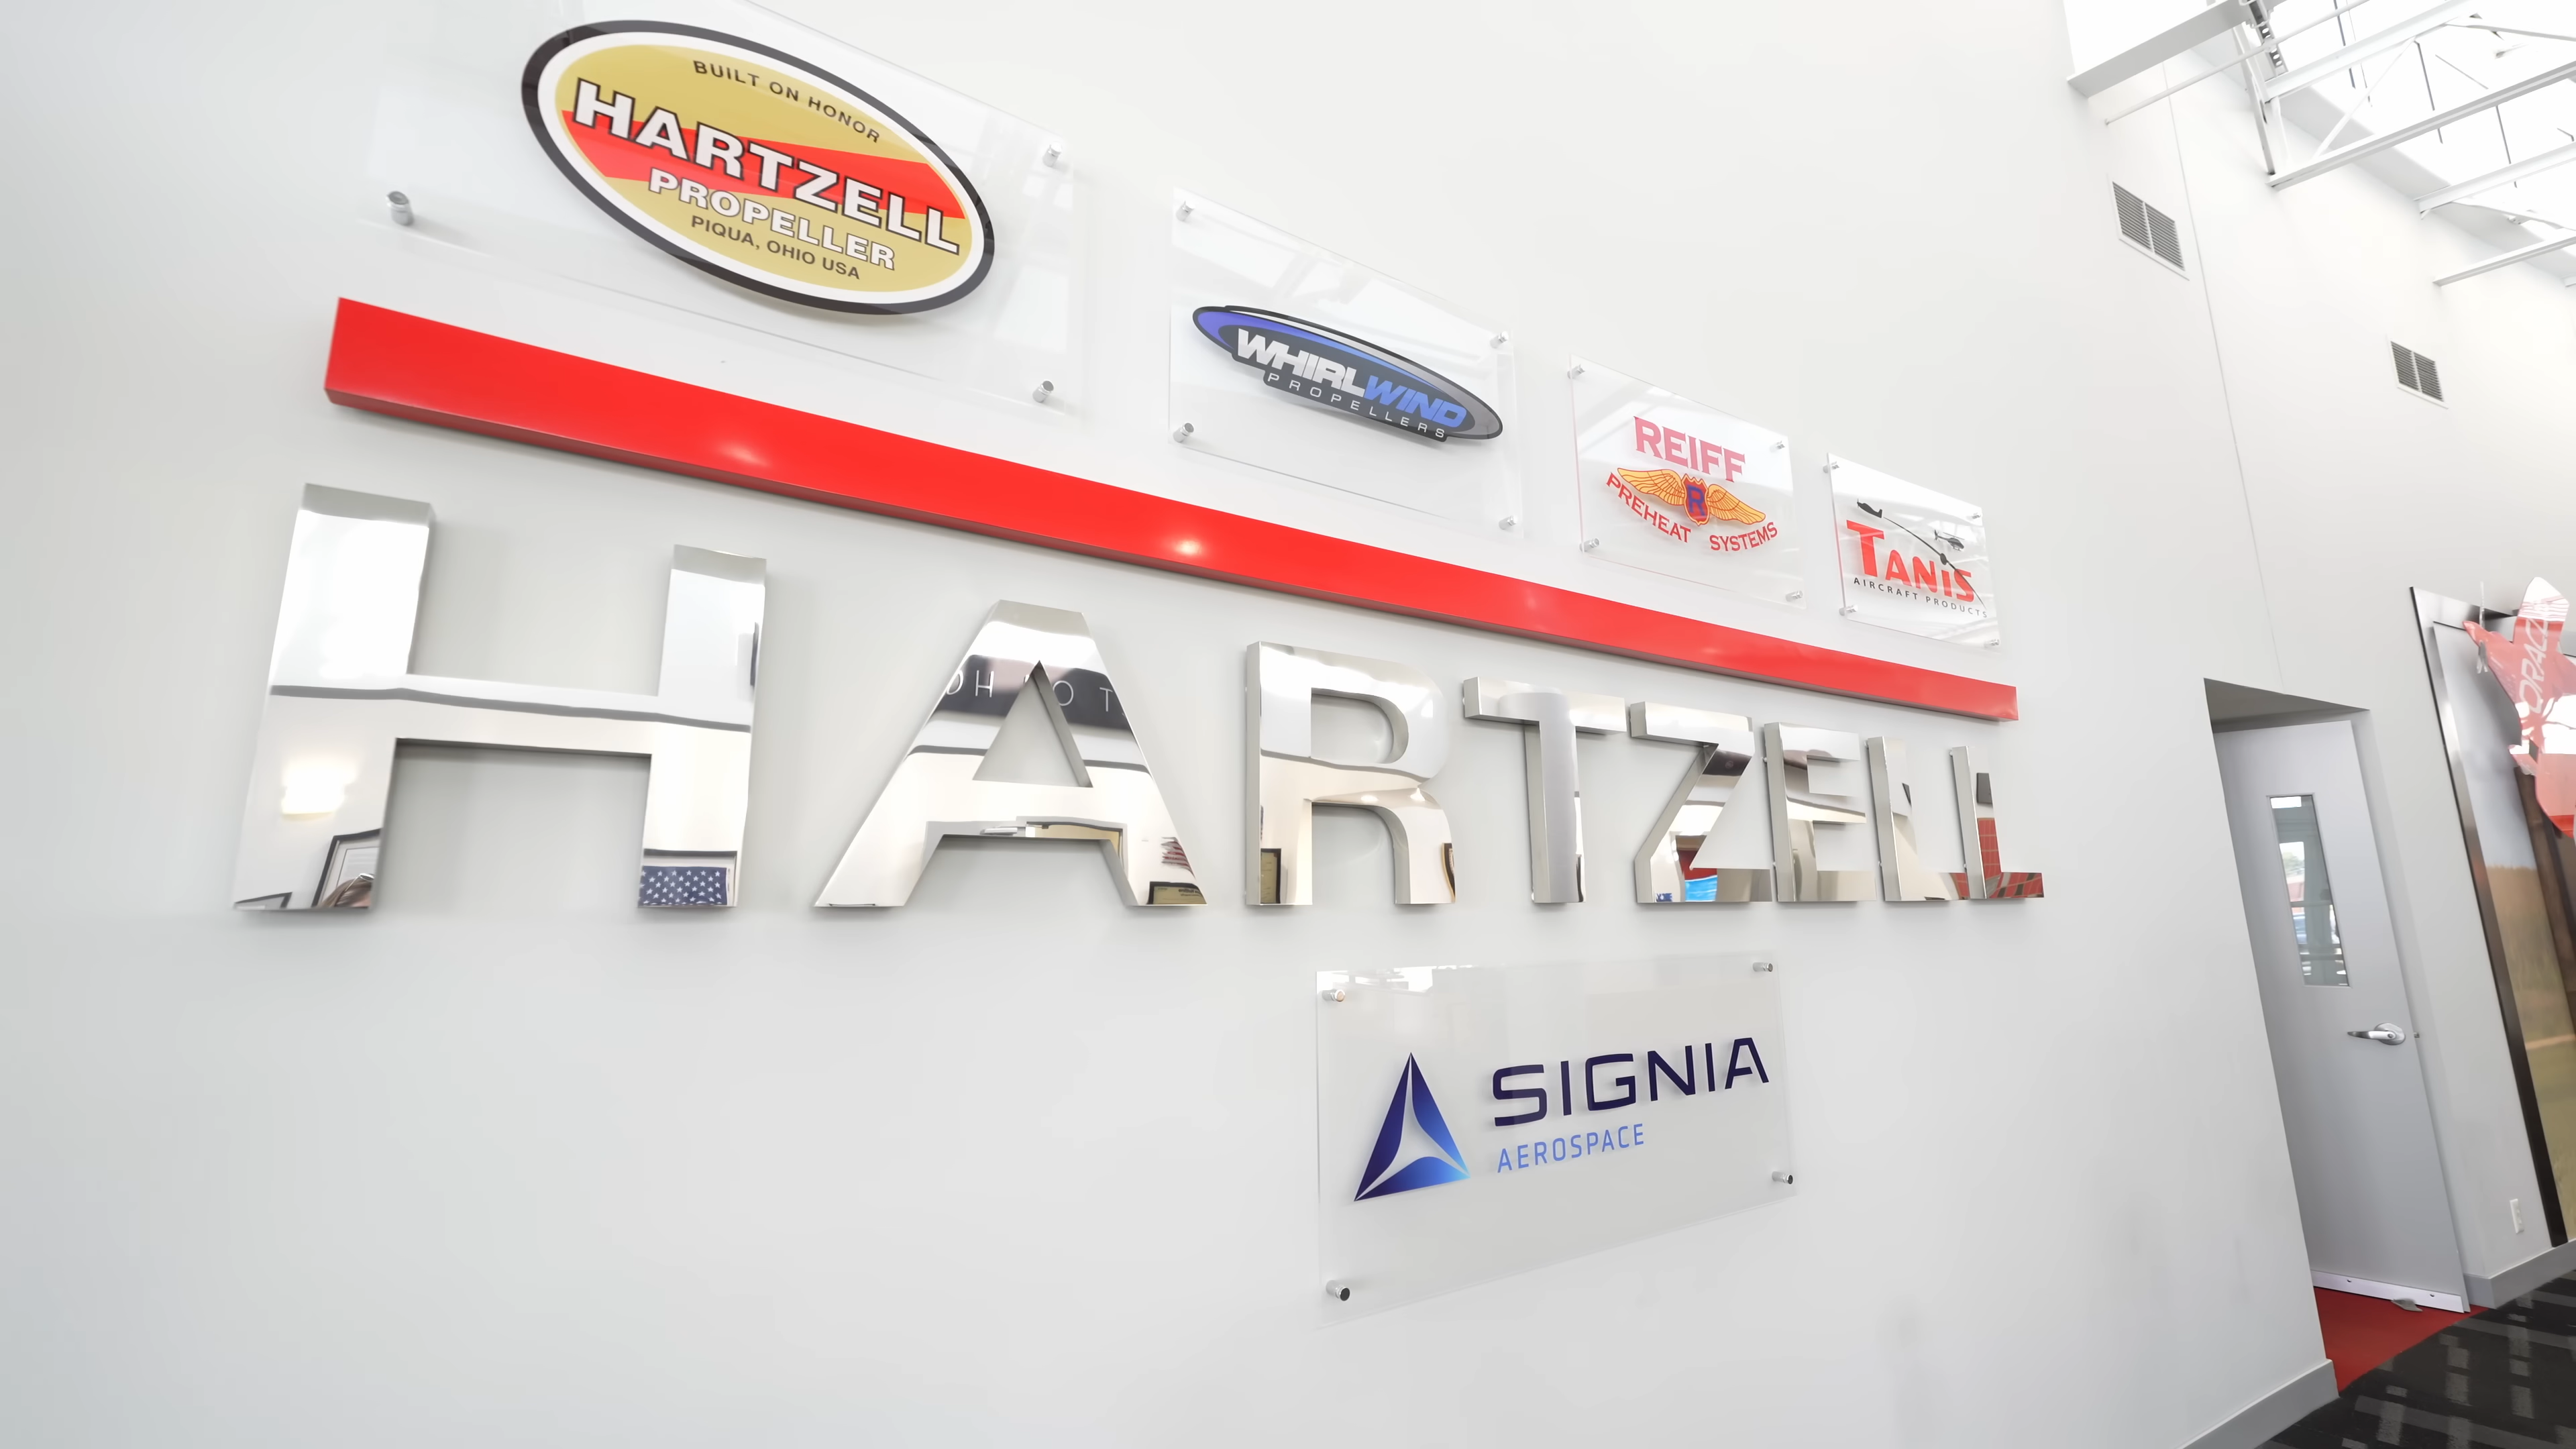 BUILT ON HONOR
HARTZELL
PROPELLER
PIQUA, OHIO USA
WHIRLWIND
PROPELLERS
REIFF
R
PREHEAT SYSTEMS
TANIS
AIRCRAFT PRODUCTS
HARTZELL
SIGNIA
AEROSPACE
ORACLE